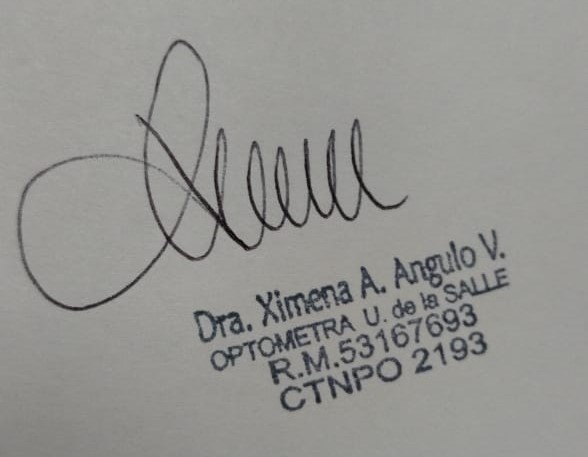 Dra. Ximena A. Angulo V.
OPTOMETRA U. de la SALLE
R.M.53167693
CTNPO 2193